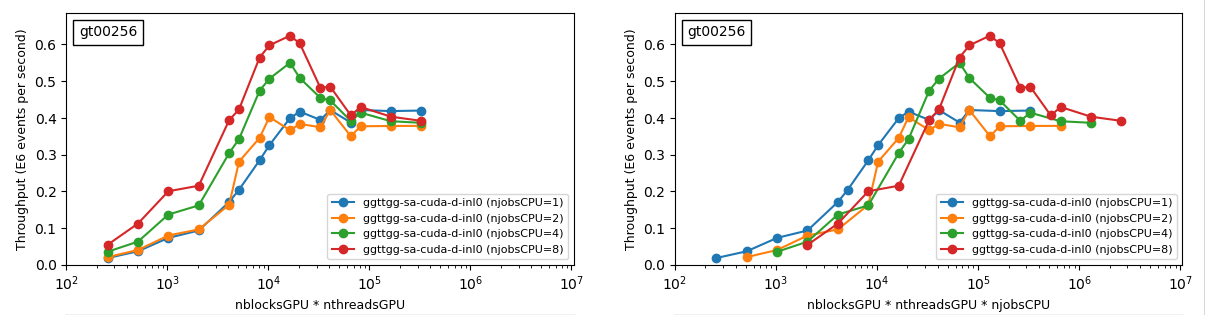 gt00256
Throughput (E6 events per second)
0.6
0.5
0.4
0.3
0.2
0.1
0.0
ggttgg-sa-cuda-d-inl0 (njobsCPU=1)
ggttgg-sa-cuda-d-inl0 (njobsCPU=2)
ggttgg-sa-cuda-d-inl0 (njobsCPU=4)
ggttgg-sa-cuda-d-inl0 (njobsCPU=8)
10² 10³ 10⁴ 10⁵ 10⁶ 10⁷
nblocksGPU * nthreadsGPU
gt00256
Throughput (E6 events per second)
0.6
0.5
0.4
0.3
0.2
0.1
0.0
ggttgg-sa-cuda-d-inl0 (njobsCPU=1)
ggttgg-sa-cuda-d-inl0 (njobsCPU=2)
ggttgg-sa-cuda-d-inl0 (njobsCPU=4)
ggttgg-sa-cuda-d-inl0 (njobsCPU=8)
10² 10³ 10⁴ 10⁵ 10⁶ 10⁷
nblocksGPU * nthreadsGPU * njobsCPU